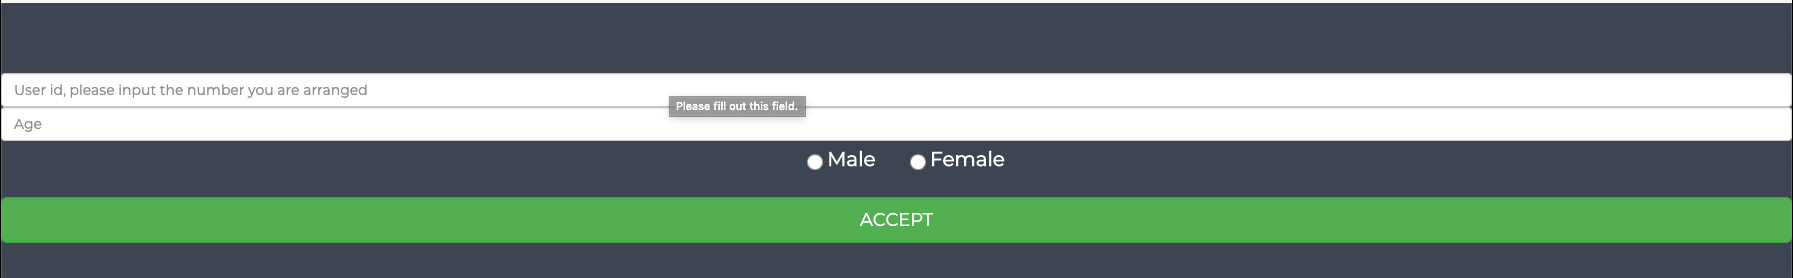 User id, please input the number you are arranged
Please fill out this field.
Age
Male Female
ACCEPT